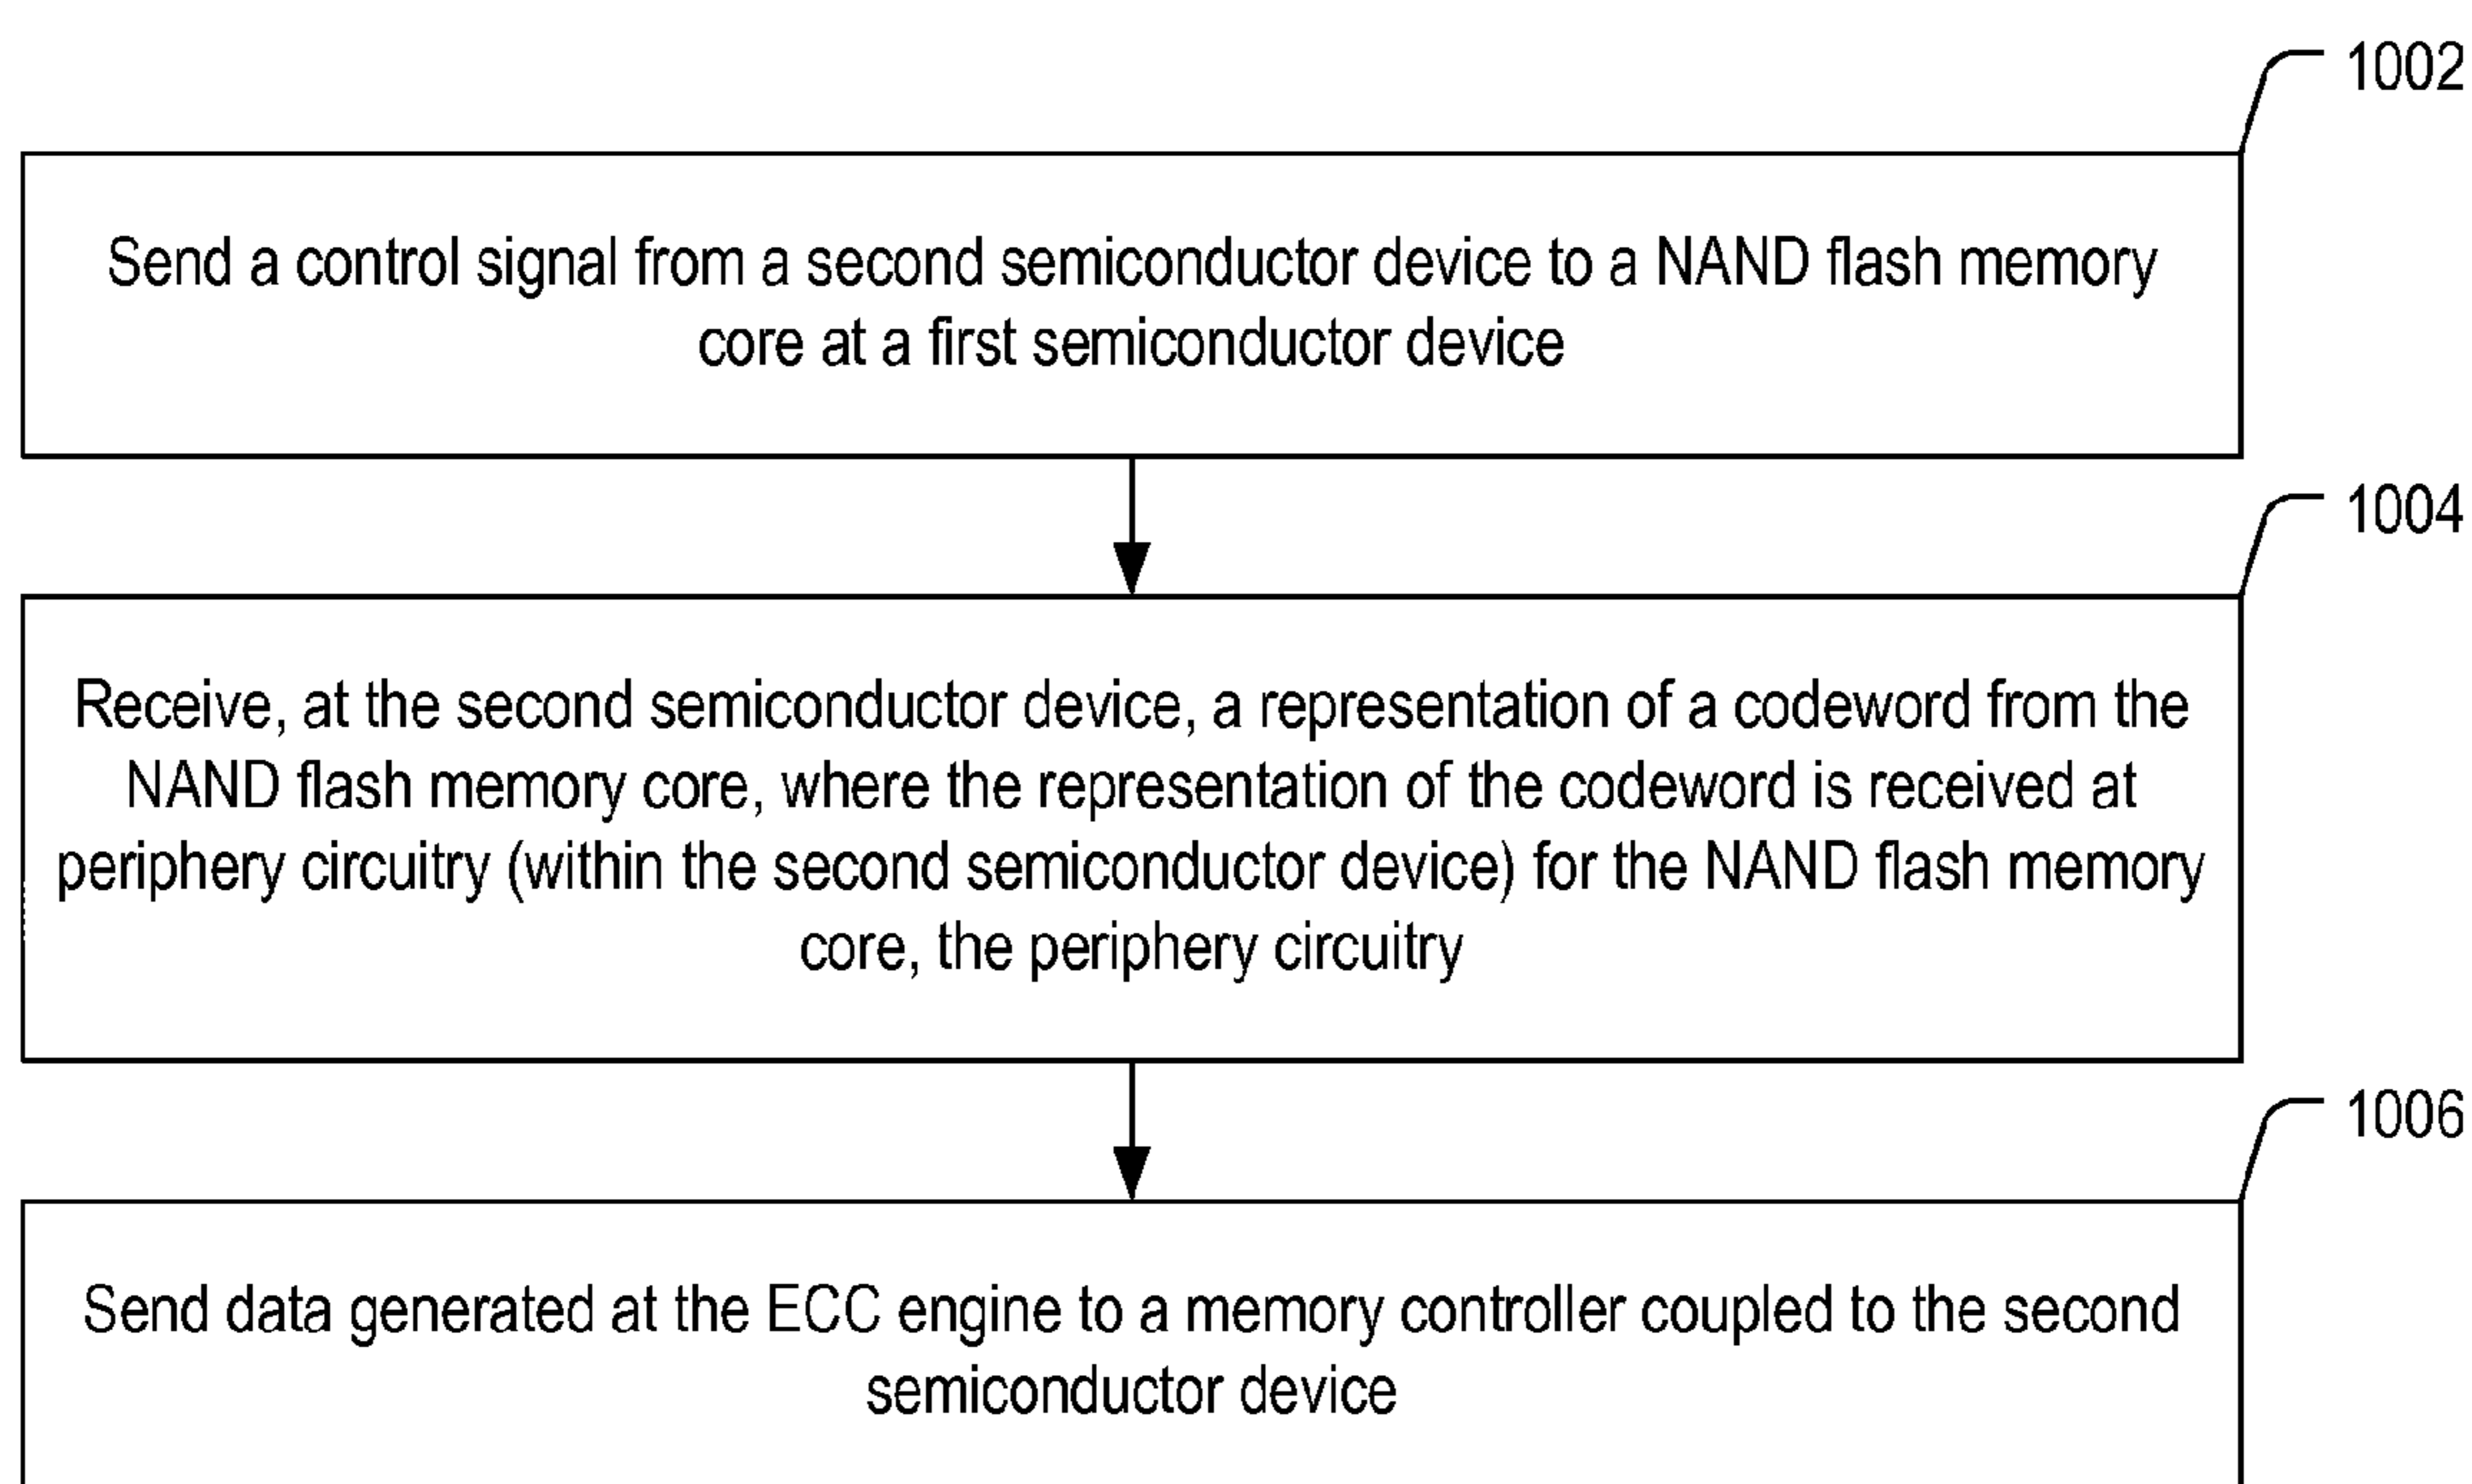 1002
Send a control signal from a second semiconductor device to a NAND flash memory
core at a first semiconductor device
1004
Receive, at the second semiconductor device, a representation of a codeword from the
NAND flash memory core, where the representation of the codeword is received at
periphery circuitry (within the second semiconductor device) for the NAND flash memory
core, the periphery circuitry
1006
Send data generated at the ECC engine to a memory controller coupled to the second
semiconductor device